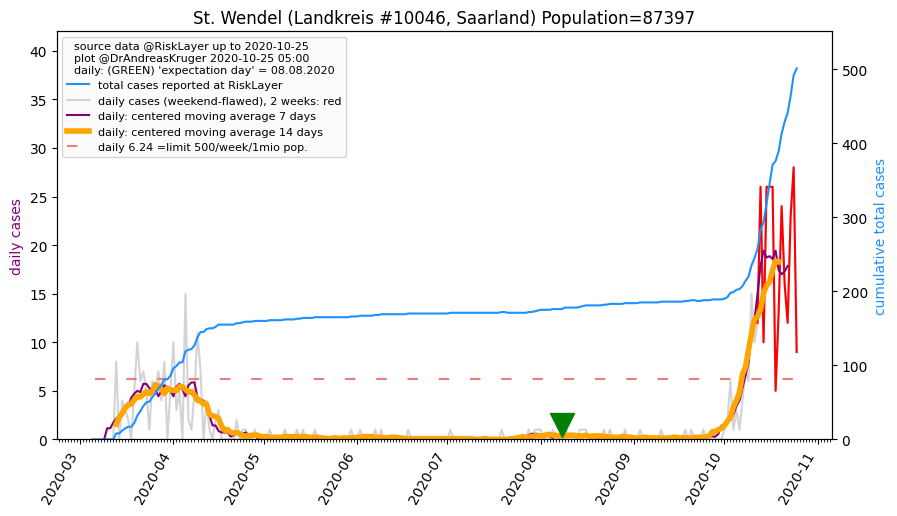 St. Wendel (Landkreis #10046, Saarland) Population=87397
source data @RiskLayer up to 2020-10-25
plot @DrAndreasKruger 2020-10-25 05:00
daily: (GREEN) 'expectation day' = 08.08.2020
total cases reported at RiskLayer
daily cases (weekend-flawed), 2 weeks: red
daily: centered moving average 7 days
daily: centered moving average 14 days
daily 6.24 =limit 500/week/1mio pop.
daily cases
40
35
30
25
20
15
10
5
0
cumulative total cases
500
400
300
200
100
0
2020-03
2020-04
2020-05
2020-06
2020-07
2020-08
2020-09
2020-10
2020-11